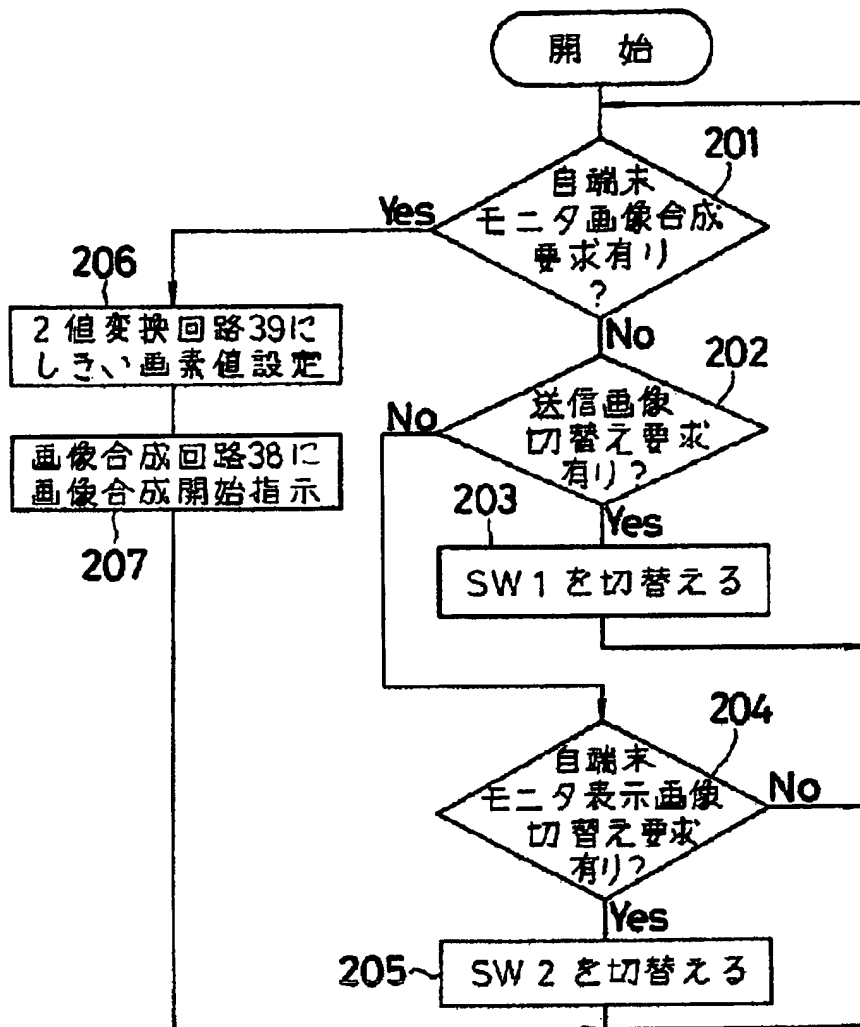 開始
201
自端末
モニタ画像合成
要求有り
?
Yes
No
206
2値変換回路39に
しきい画素値設定
画像合成回路38に
画像合成開始指示
207
202
送信画像
切替え要求
有り?
No
Yes
203
SW1を切替える
204
自端末
モニタ表示画像
切替え要求
有り?
No
Yes
205
SW2を切替える